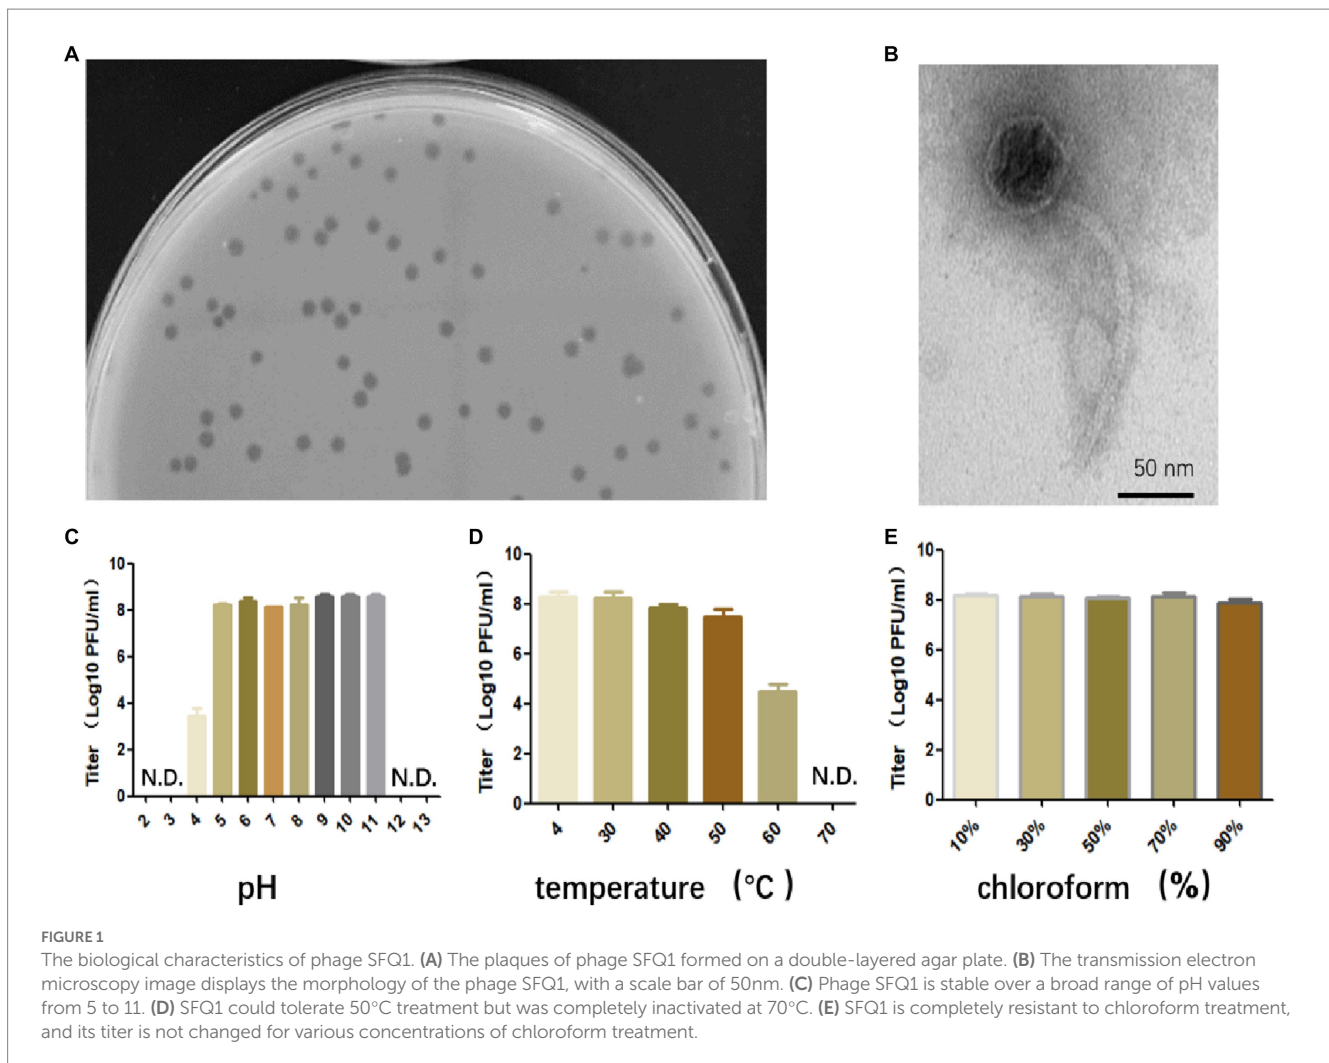 A
B
50 nm
C
Titer (Log10 PFU/ml)
10
8
6
4
2
0
N.D.
N.D.
2 3 4 5 6 7 8 9 10 11 12 13
pH
D
Titer (Log10 PFU/ml)
10
8
6
4
2
0
N.D.
4 30 40 50 60 70
temperature (°C)
E
Titer (Log10 PFU/ml)
10
8
6
4
2
0
10% 30% 50% 70% 90%
chloroform (%)
FIGURE 1
The biological characteristics of phage SFQ1. (A) The plaques of phage SFQ1 formed on a double-layered agar plate. (B) The transmission electron
microscopy image displays the morphology of the phage SFQ1, with a scale bar of 50nm. (C) Phage SFQ1 is stable over a broad range of pH values
from 5 to 11. (D) SFQ1 could tolerate 50°C treatment but was completely inactivated at 70°C. (E) SFQ1 is completely resistant to chloroform treatment,
and its titer is not changed for various concentrations of chloroform treatment.